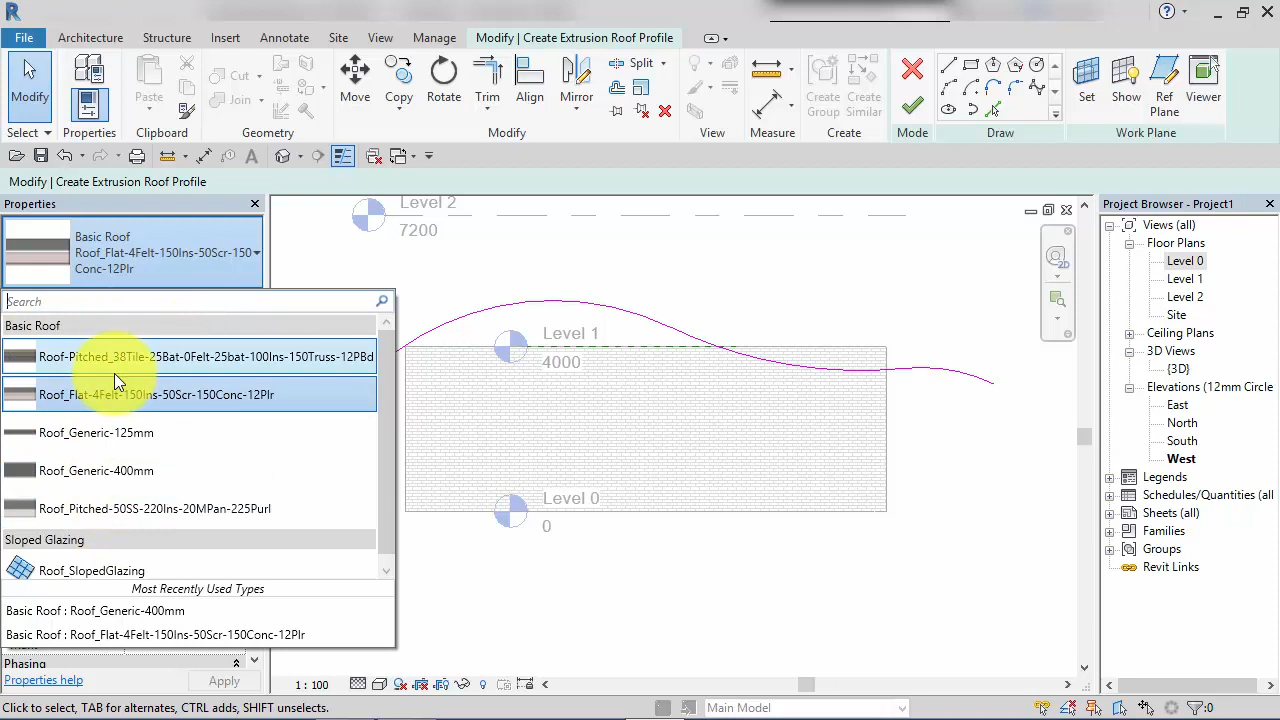 File
Architecture
Structure
Insert
Annotate
Site
View
Manage
Modify | Create Extrusion Roof Profile
Modify
Paste
Cut
Join
Move
Copy
Rotate
Trim
Align
Mirror
Split
Create
Group
Create
Similar
Set
Show
Ref
Plane
Viewer
Select
Properties
Clipboard
Geometry
Modify
View
Measure
Create
Mode
Draw
Work Plane
Modify | Create Extrusion Roof Profile
Properties
Basic Roof
Roof_Flat-4Felt-150Ins-50Scr-150
Conc-12Plr
Search
Basic Roof
Roof-Pitched_38Tile-25Bat-0Felt-25bat-100Ins-150Truss-12PBd
Roof_Flat-4Felt-150Ins-50Scr-150Conc-12Plr
Roof_Generic-125mm
Roof_Generic-400mm
Roof_Pitched-50SS-220Ins-20MPan-225Purl
Sloped Glazing
Roof_SlopedGlazing
Most Recently Used Types
Basic Roof : Roof_Generic-400mm
Basic Roof : Roof_Flat-4Felt-150Ins-50Scr-150Conc-12Plr
Phasing
Properties help
Apply
Level 2
7200
Level 1
4000
Level 0
0
2D
1 : 100
Project Browser - Project1
Views (all)
Floor Plans
Level 0
Level 1
Level 2
Site
Ceiling Plans
3D Views
{3D}
Elevations (12mm Circle
East
North
South
West
Legends
Schedules/Quantities (all
Sheets (all)
Families
Groups
Revit Links
Click to select, TAB for alternates, CTRL adds, SHIFT unselects.
Main Model
:0